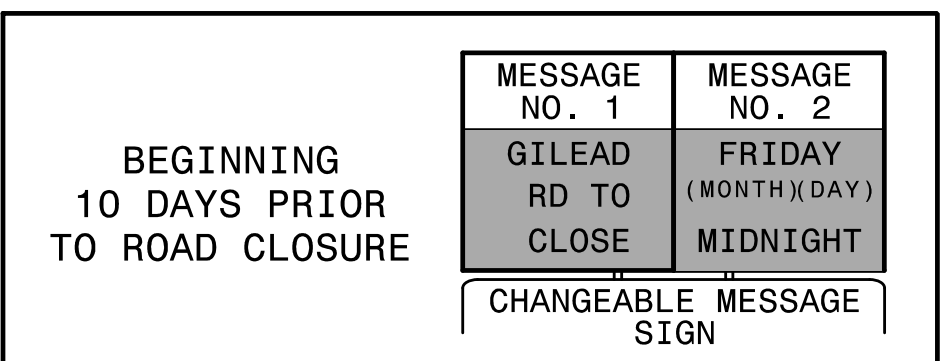 BEGINNING
10 DAYS PRIOR
TO ROAD CLOSURE
MESSAGE
NO. 1
GILEAD
RD TO
CLOSE
MESSAGE
NO. 2
FRIDAY
(MONTH)(DAY)
MIDNIGHT
CHANGEABLE MESSAGE
SIGN